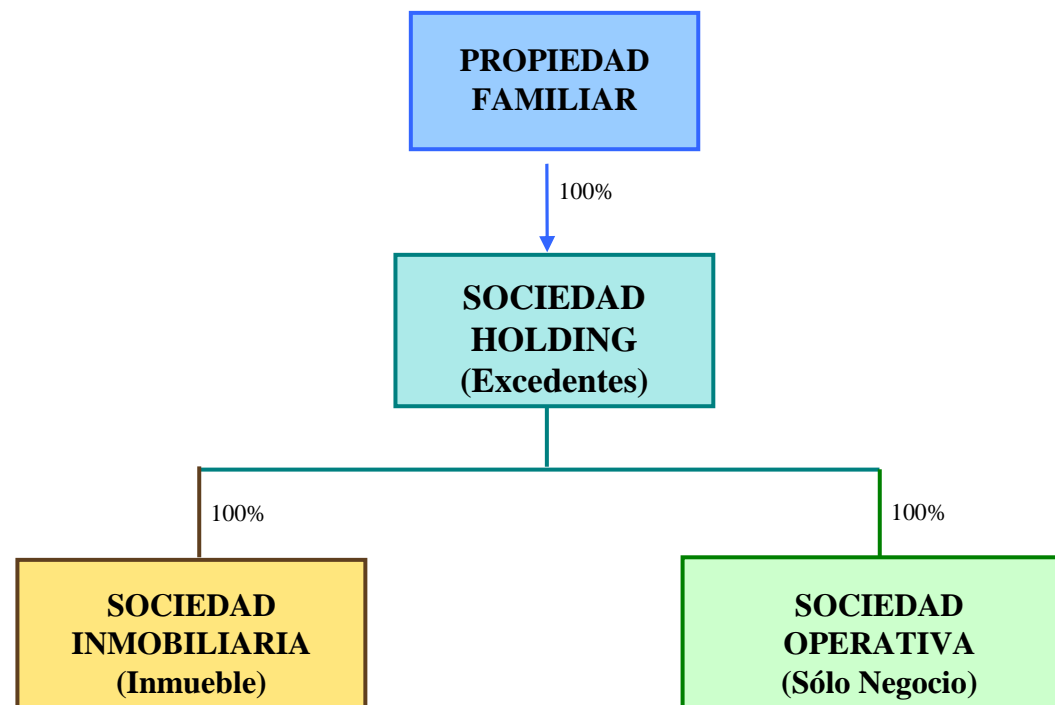 PROPIEDAD
FAMILIAR
100%
SOCIEDAD
HOLDING
(Excedentes)
100%
100%
SOCIEDAD
INMOBILIARIA
(Inmueble)
SOCIEDAD
OPERATIVA
(Sólo Negocio)